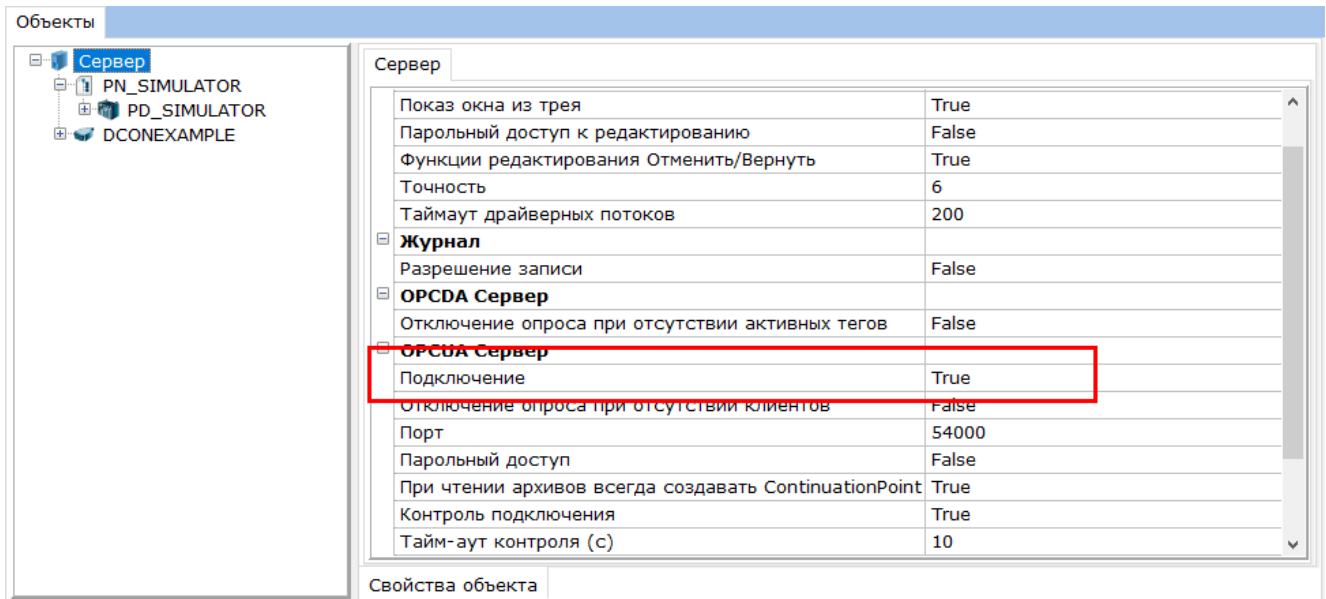 Объекты
Сервер
PN_SIMULATOR
PD_SIMULATOR
DCONEXAMPLE
Сервер
Показ окна из трея True
Парольный доступ к редактированию False
Функции редактирования Отменить/Вернуть True
Точность 6
Таймаут драйверных потоков 200
Журнал
Разрешение записи False
OPCDA Сервер
Отключение опроса при отсутствии активных тегов False
OPCUA Сервер
Подключение True
Отключение опроса при отсутствии клиентов False
Порт 54000
Парольный доступ False
При чтении архивов всегда создавать ContinuationPoint True
Контроль подключения True
Тайм-аут контроля (с) 10
Свойства объекта